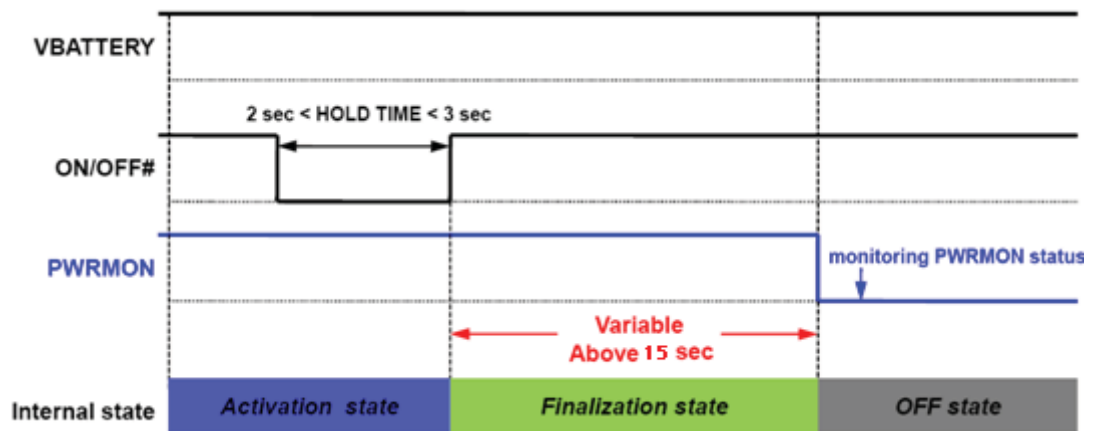 VBATTERY
2 sec < HOLD TIME < 3 sec
ON/OFF#
PWRMON
monitoring PWRMON status
Variable
Above 15 sec
Internal state
Activation state
Finalization state
OFF state